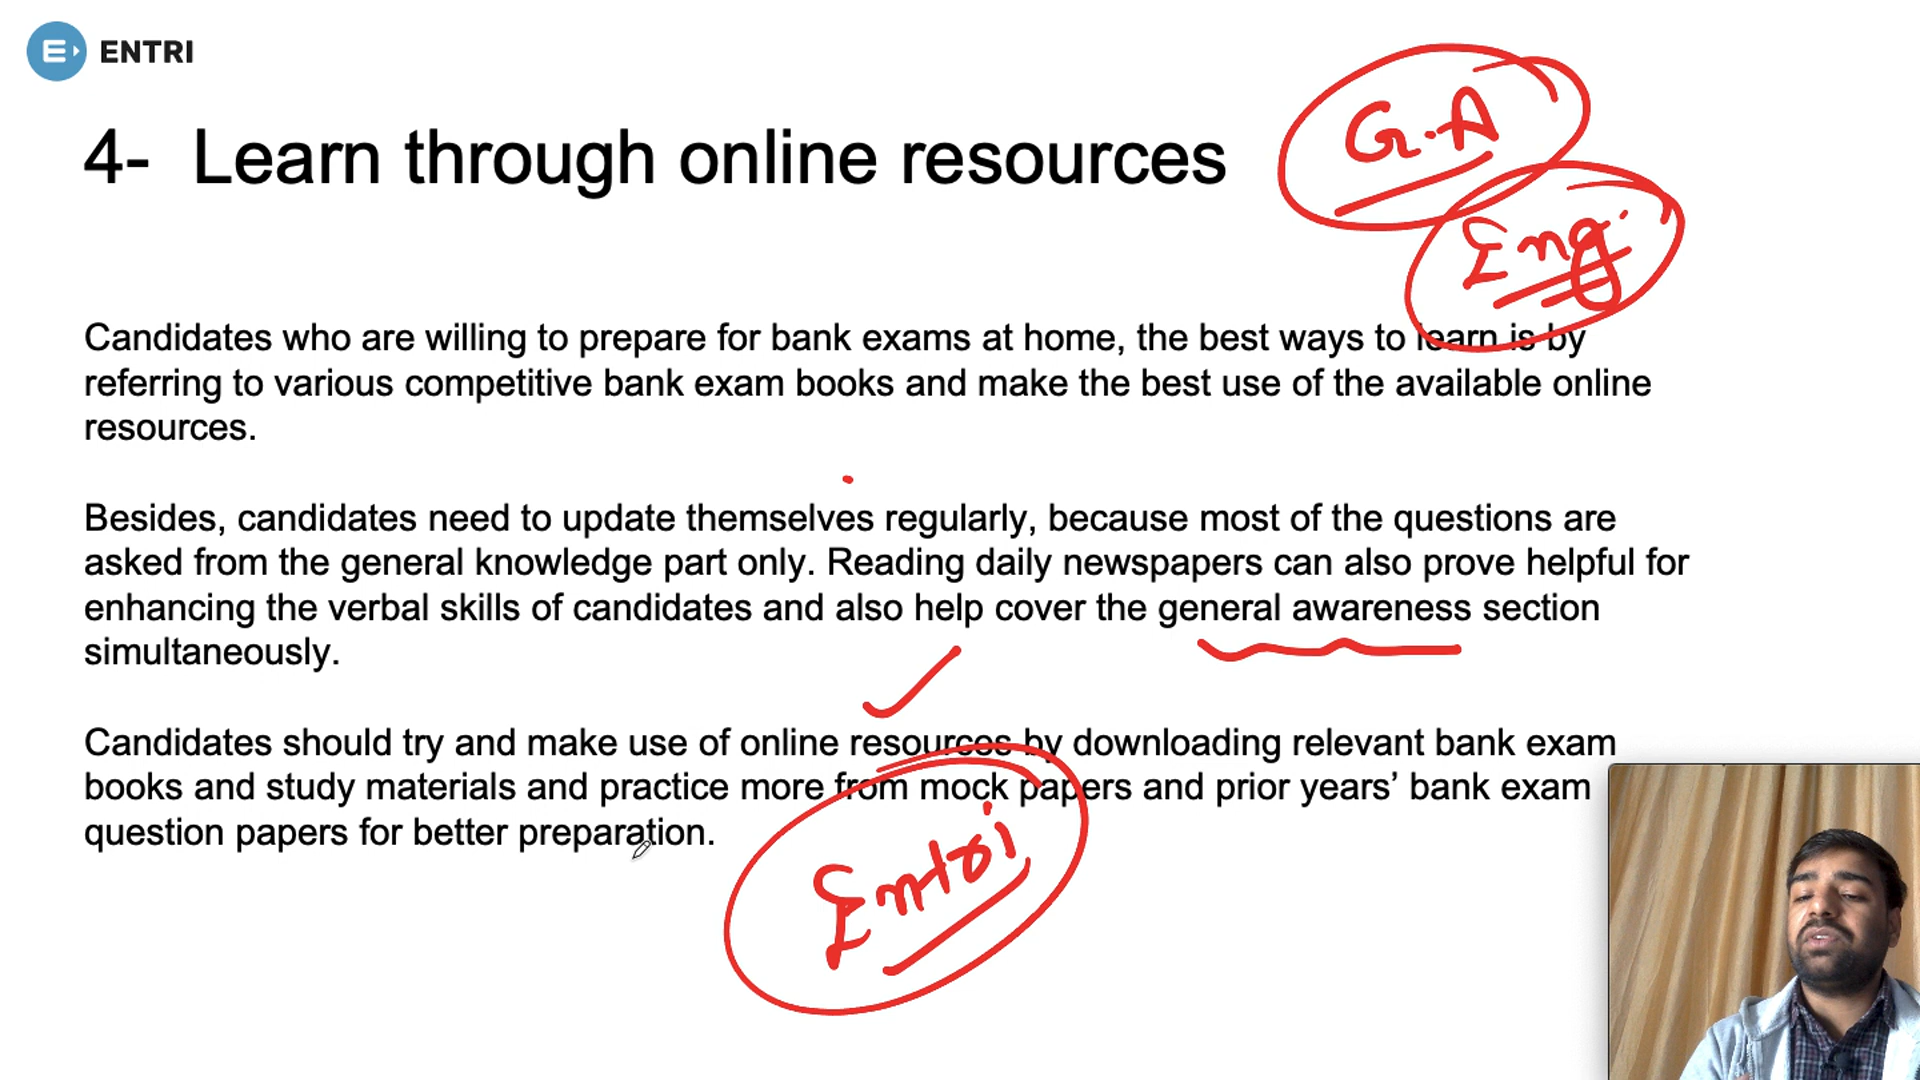 ENTRI
4- Learn through online resources
G.A
Eng.
Candidates who are willing to prepare for bank exams at home, the best ways to learn is by
referring to various competitive bank exam books and make the best use of the available online
resources.
Besides, candidates need to update themselves regularly, because most of the questions are
asked from the general knowledge part only. Reading daily newspapers can also prove helpful for
enhancing the verbal skills of candidates and also help cover the general awareness section
simultaneously.
Candidates should try and make use of online resources by downloading relevant bank exam
books and study materials and practice more from mock papers and prior years’ bank exam
question papers for better preparation.
Entri